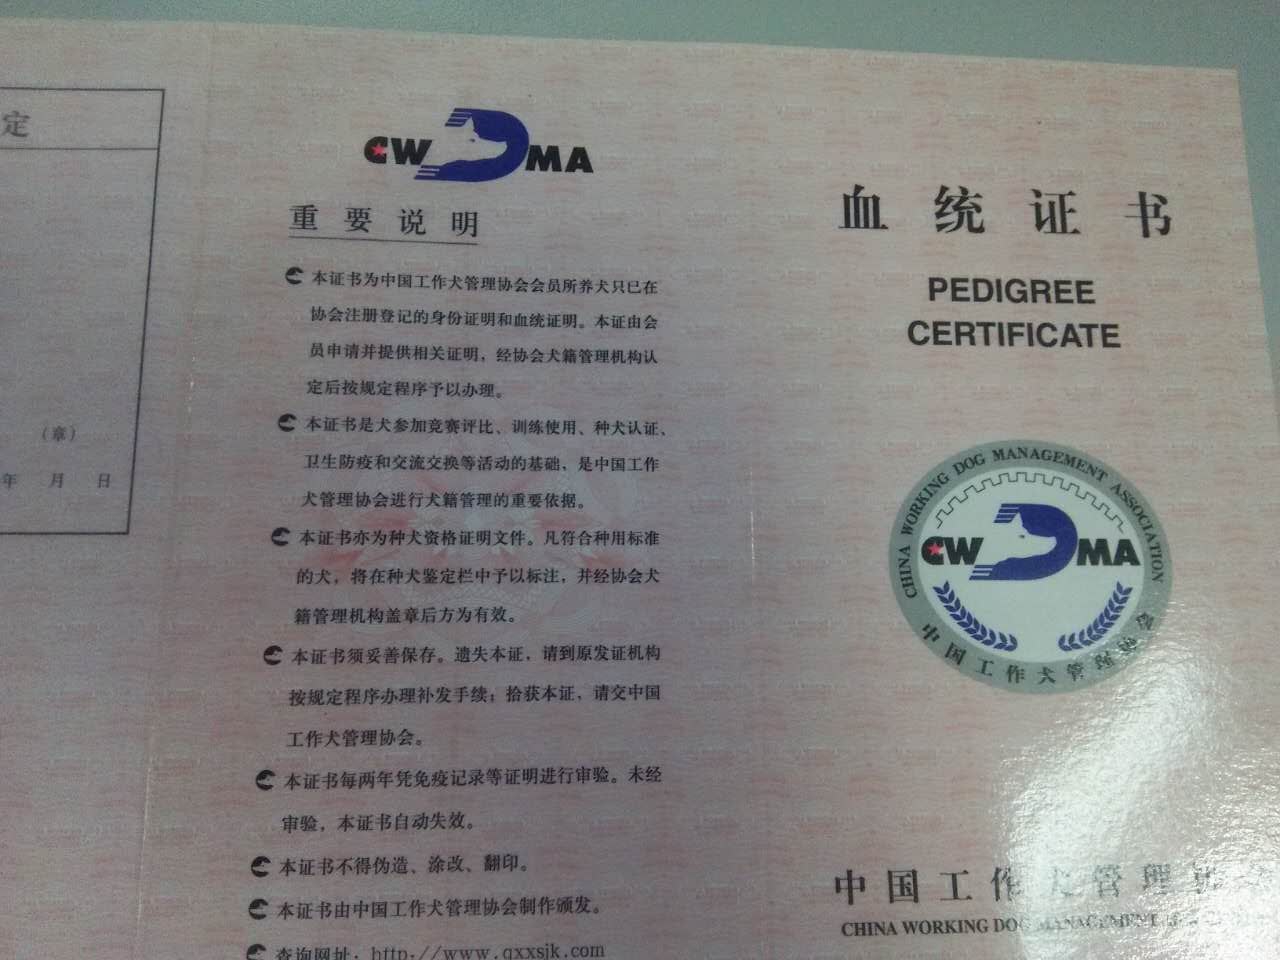 定
（章）
年 月 日
CW DMA
重要说明
本证书为中国工作犬管理协会会员所养犬只已在
协会注册登记的身份证明和血统证明。本证由会
员申请并提供相关证明，经协会犬籍管理机构认
定后按规定程序予以办理。
本证书是犬参加竞赛评比、训练使用、种犬认证、
卫生防疫和交流交换等活动的基础，是中国工作
犬管理协会进行犬籍管理的重要依据。
本证书亦为种犬资格证明文件。凡符合种用标准
的犬，将在种犬鉴定栏中予以标注，并经协会犬
籍管理机构盖章后方为有效。
本证书须妥善保存。遗失本证，请到原发证机构
按规定程序办理补发手续；拾获本证，请交中国
工作犬管理协会。
本证书每两年凭免疫记录等证明进行审验。未经
审验，本证书自动失效。
本证书不得伪造、涂改、翻印。
本证书由中国工作犬管理协会制作颁发。
查询网址：http://www.qxxsjk.com
血统证书
PEDIGREE
CERTIFICATE
CHINA WORKING DOG MANAGEMENT ASSOCIATION
CW DMA
中国工作犬管理协会
中国工作犬管理协
CHINA WORKING DOG MANAGEMENT